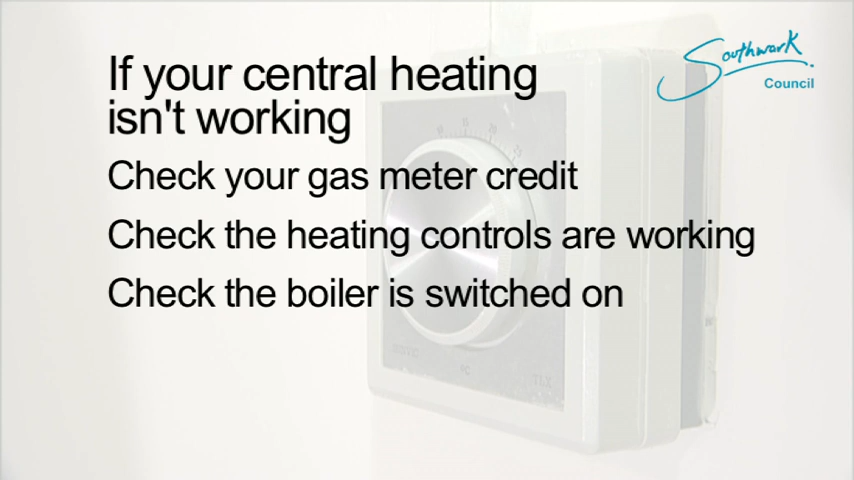 If your central heating
isn't working
Check your gas meter credit
Check the heating controls are working
Check the boiler is switched on
Southwark
Council